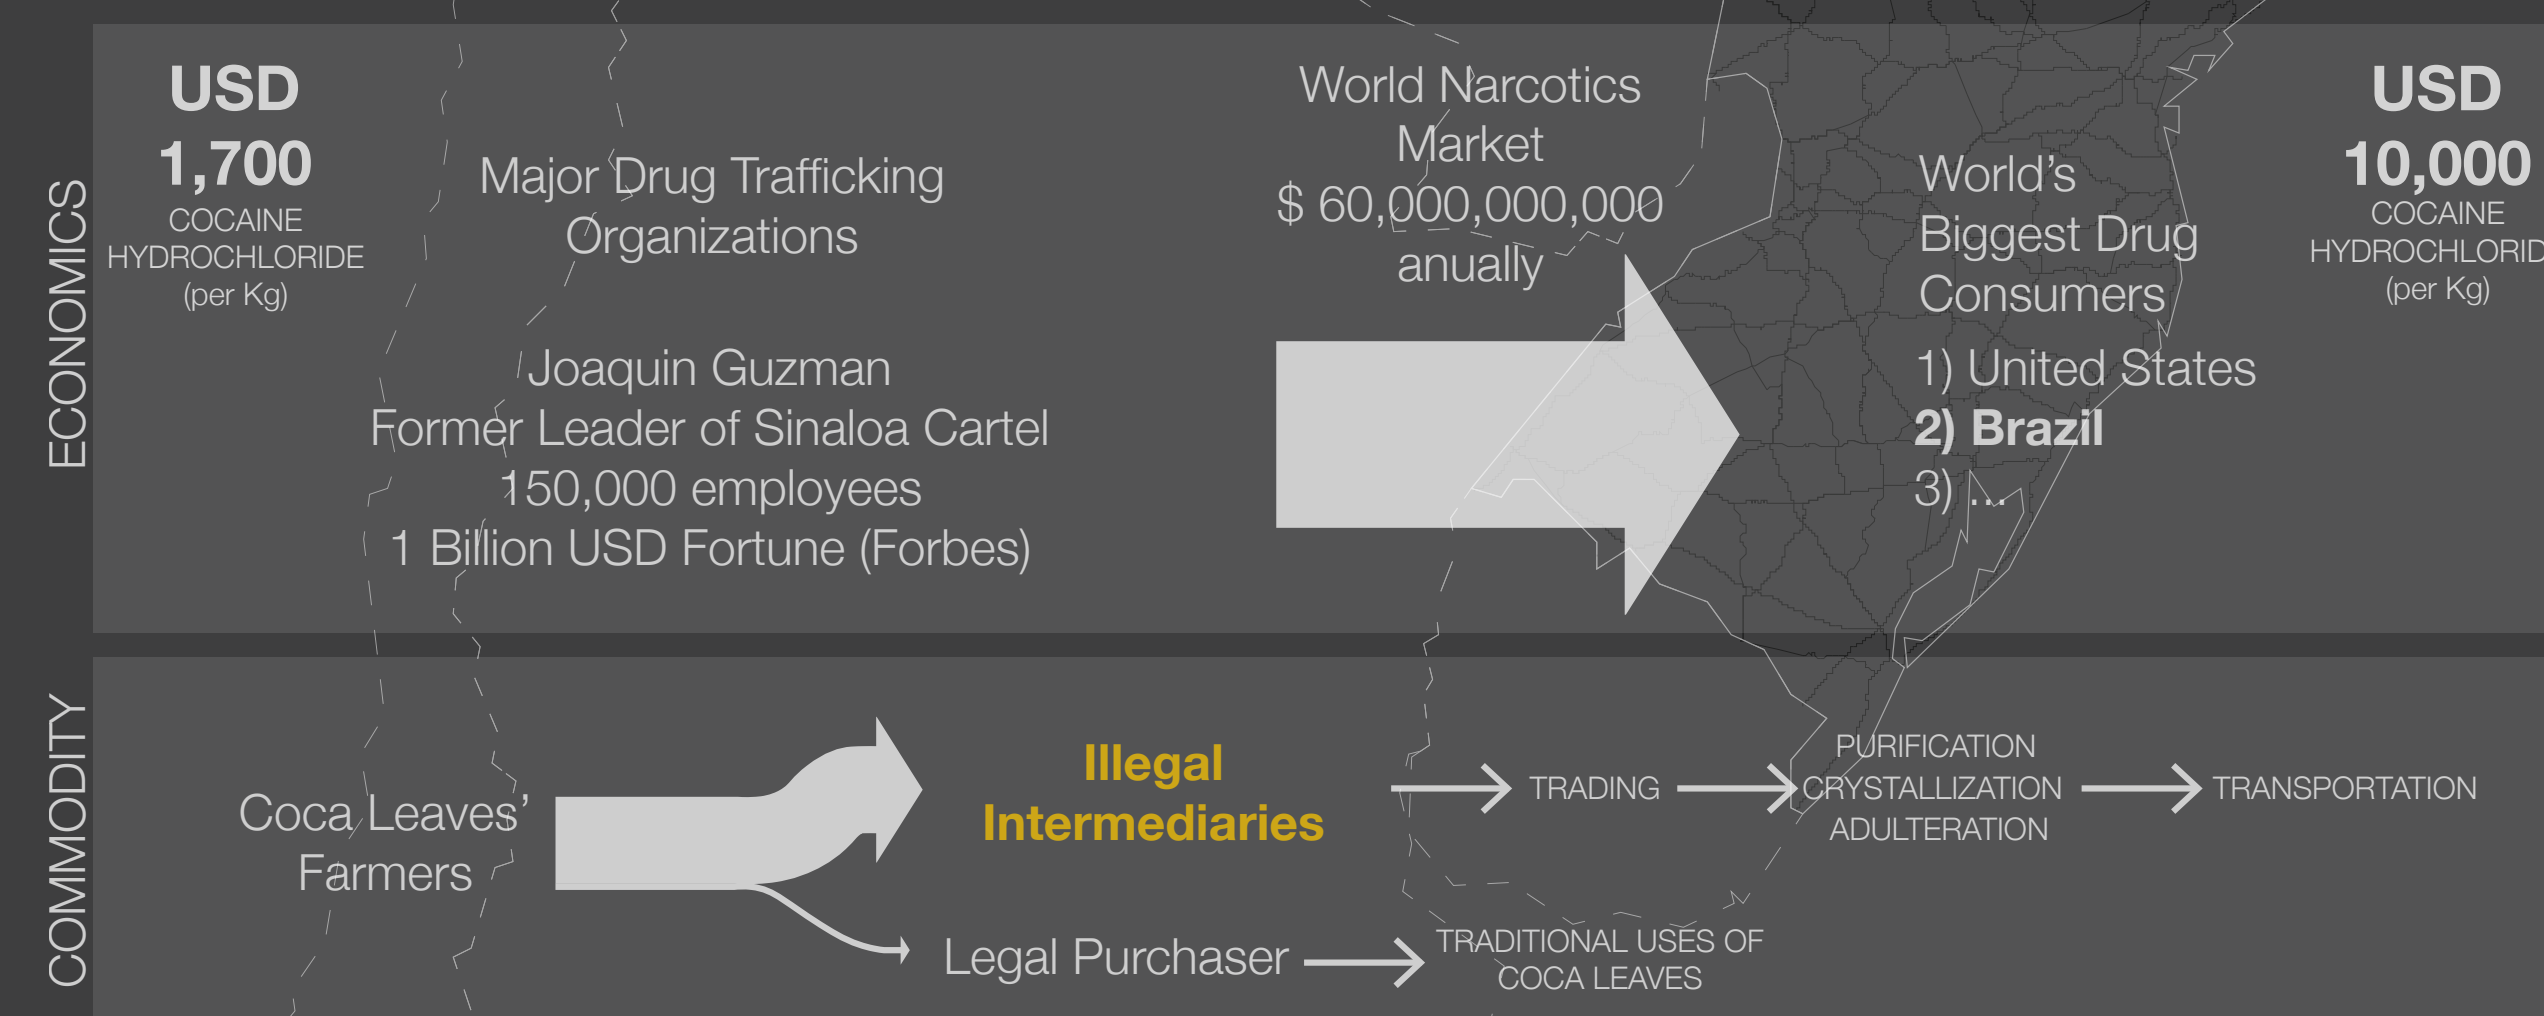 ECONOMICS
USD
1,700
COCAINE
HYDROCHLORIDE
(per Kg)
Major Drug Trafficking
Organizations
Joaquin Guzman
Former Leader of Sinaloa Cartel
150,000 employees
1 Billion USD Fortune (Forbes)
World Narcotics
Market
$ 60,000,000,000
anually
World’s
Biggest Drug
Consumers
1) United States
2) Brazil
3) ...
USD
10,000
COCAINE
HYDROCHLORID
(per Kg)
COMMODITY
Coca Leaves’
Farmers
Illegal
Intermediaries
TRADING
PURIFICATION
CRYSTALLIZATION
ADULTERATION
TRANSPORTATION
Legal Purchaser
TRADITIONAL USES OF
COCA LEAVES